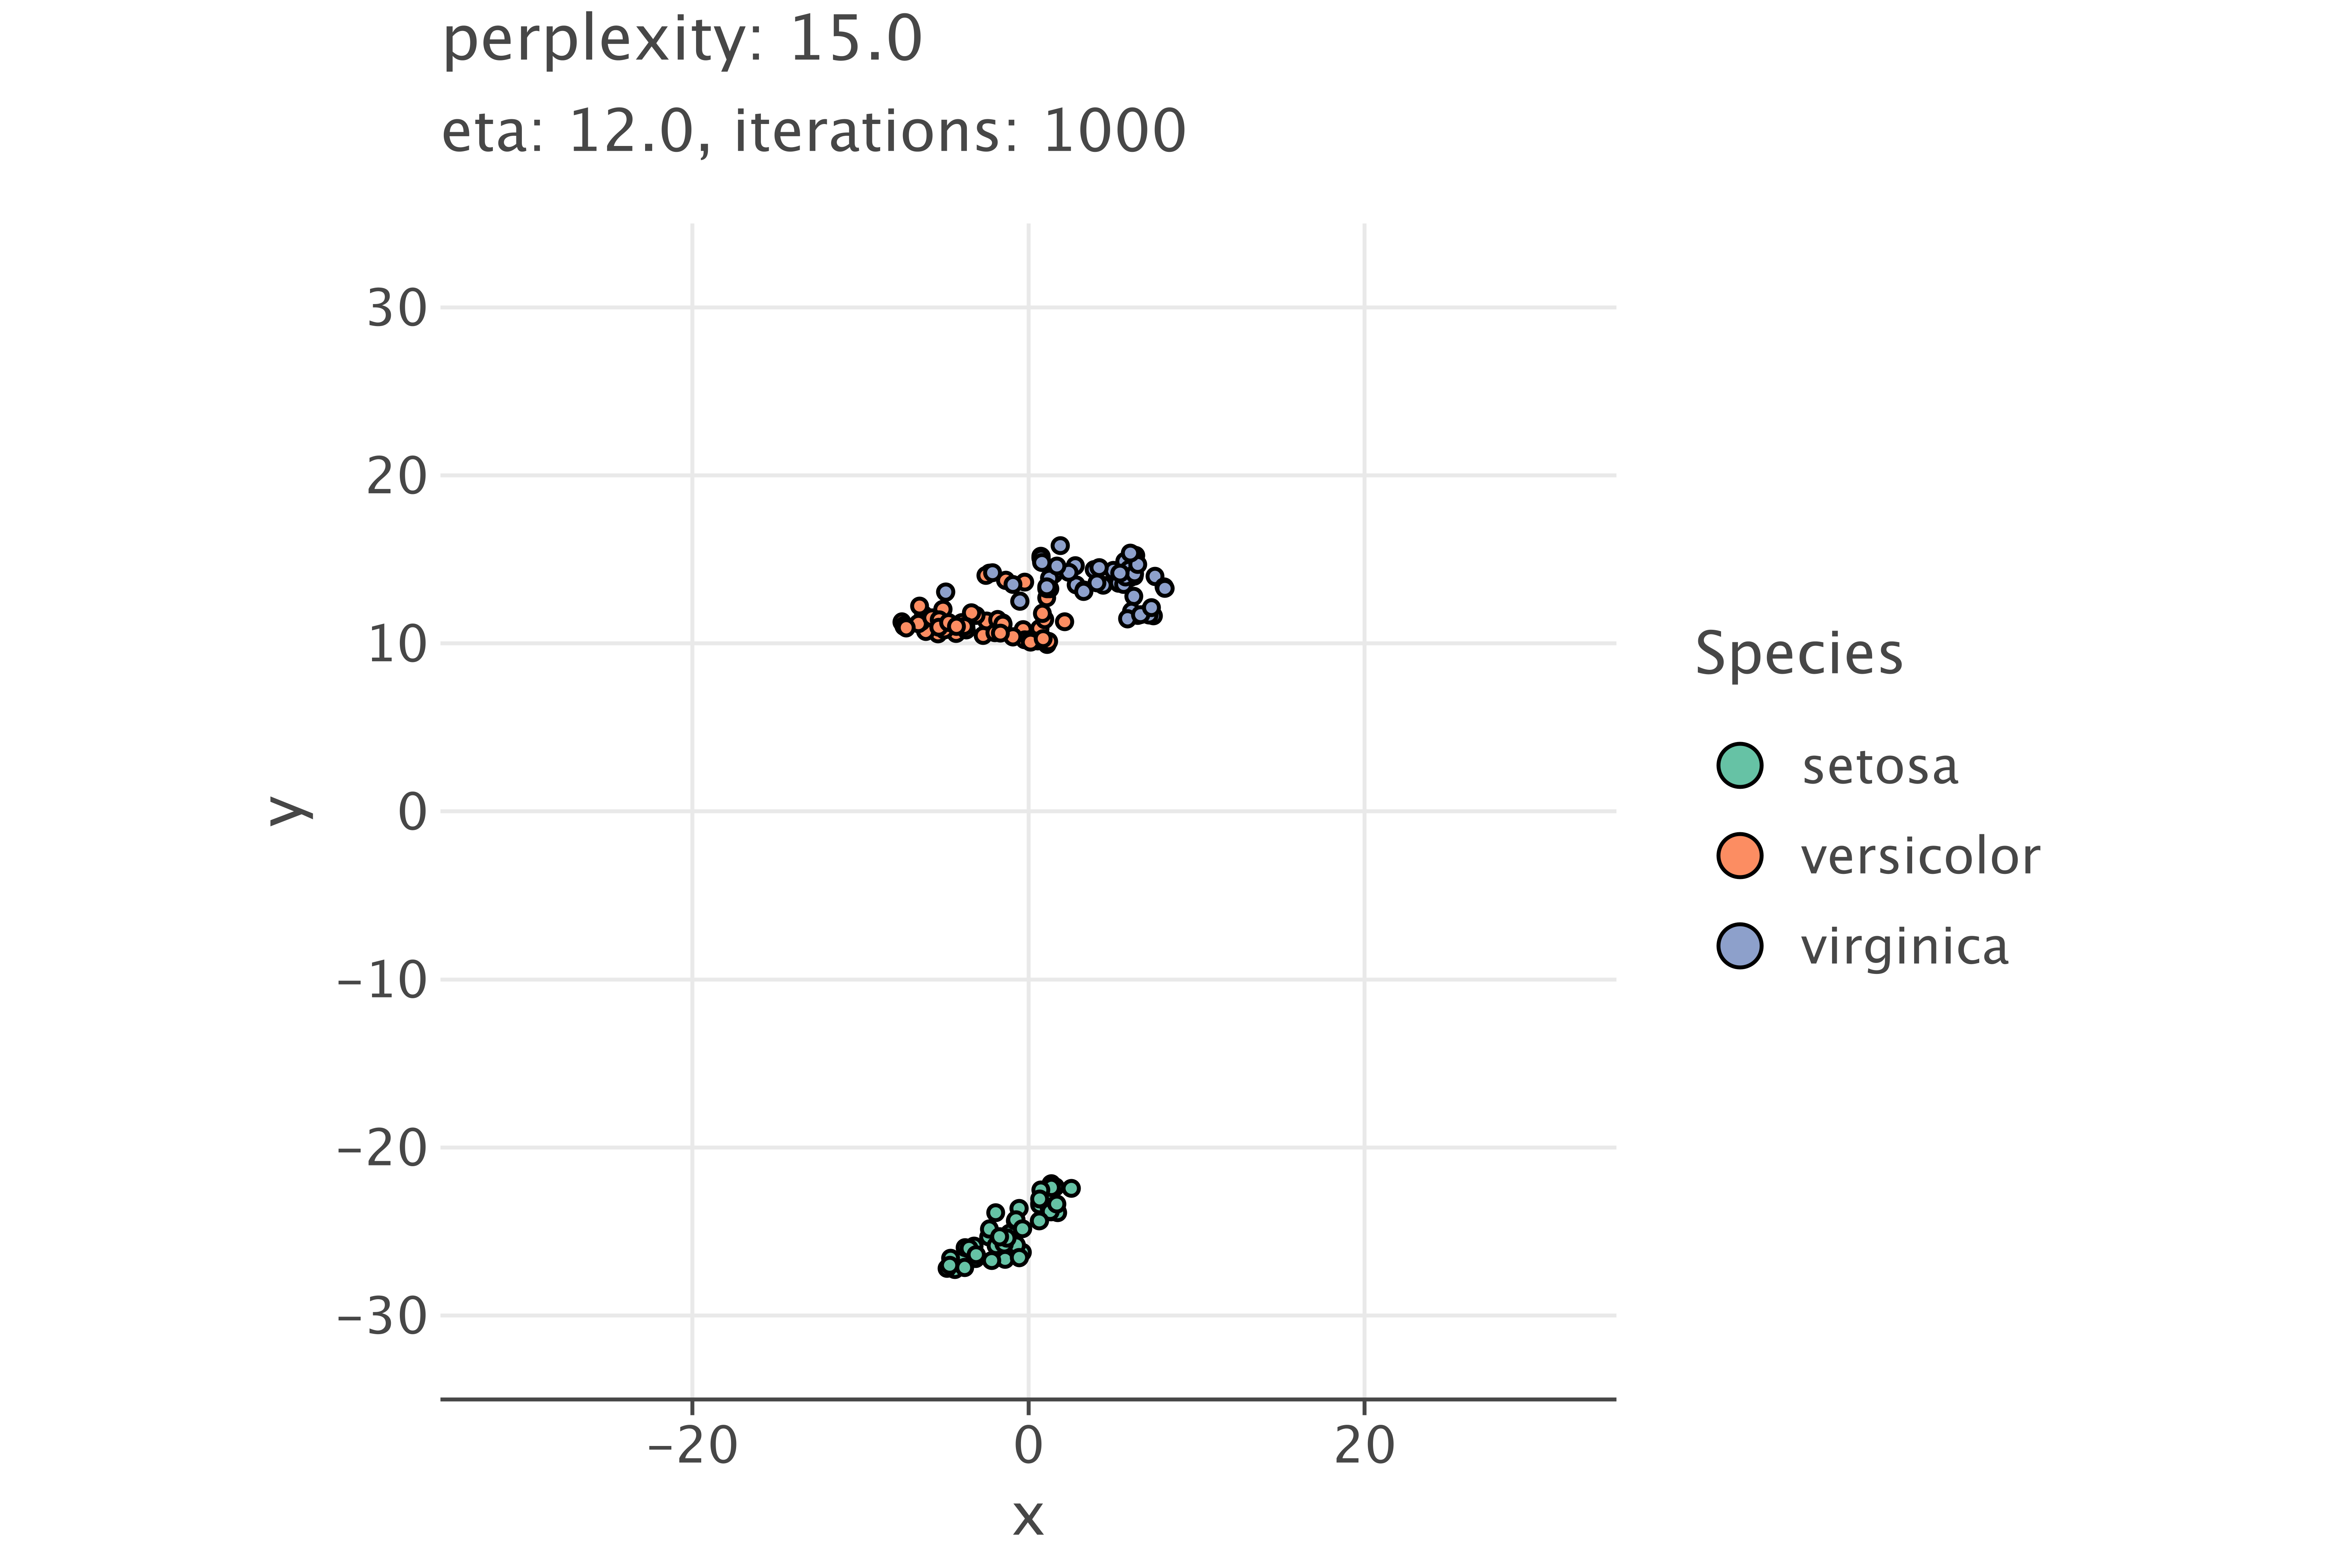 perplexity: 15.0
eta: 12.0, iterations: 1000
30
20
10
0
−10
−20
−30
y
−20
0
20
x
Species
setosa
versicolor
virginica